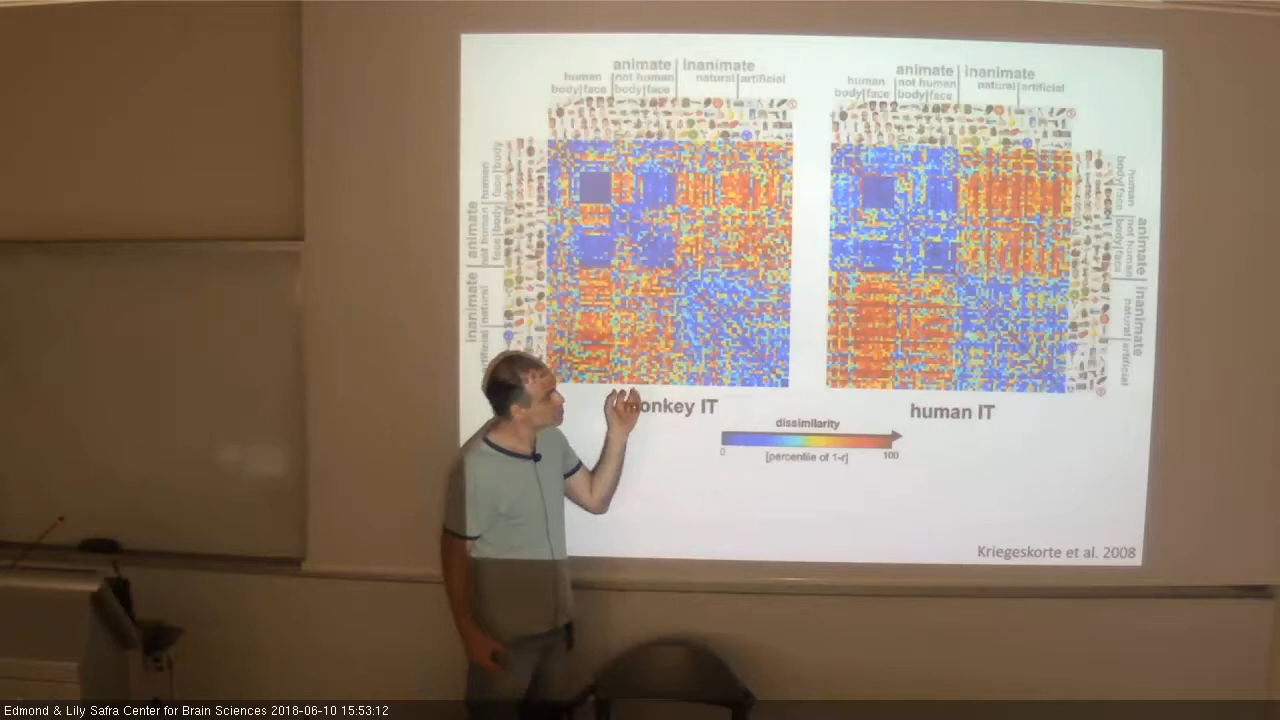 animate inanimate
human not human natural artificial
body face body face
human body face
animate not human face body
inanimate natural
animate inanimate
human not human natural artificial
body face body face
human body face
animate not human body face
inanimate natural artificial
monkey IT
human IT
dissimilarity
0 [percentile of 1-r] 100
Kriegeskorte et al. 2008
Edmond & Lily Safra Center for Brain Sciences 2018-06-10 15:53:12